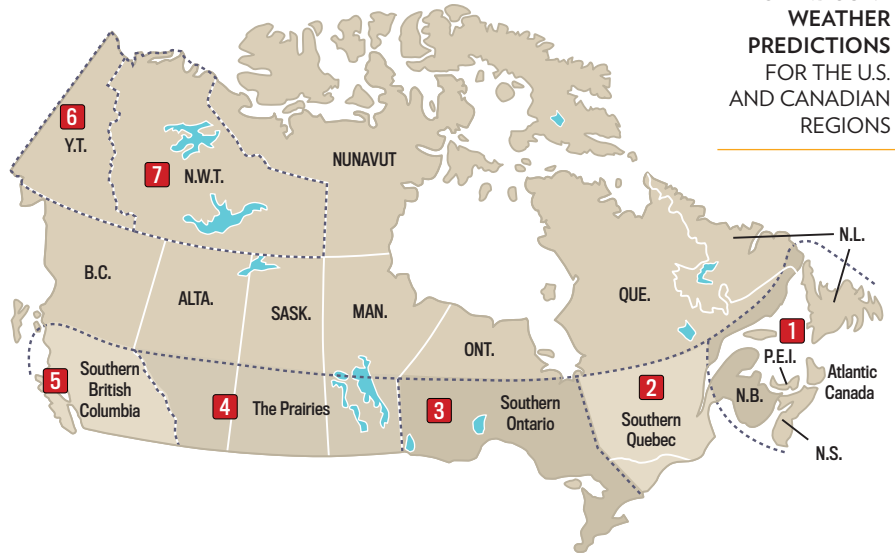 WEATHER
PREDICTIONS
FOR THE U.S.
AND CANADIAN
REGIONS
6
Y.T.
7
N.W.T.
NUNAVUT
N.L.
B.C.
ALTA.
SASK.
MAN.
ONT.
QUE.
1
P.E.I.
Atlantic
Canada
N.B.
N.S.
5
Southern
British
Columbia
4
The Prairies
3
Southern
Ontario
2
Southern
Quebec